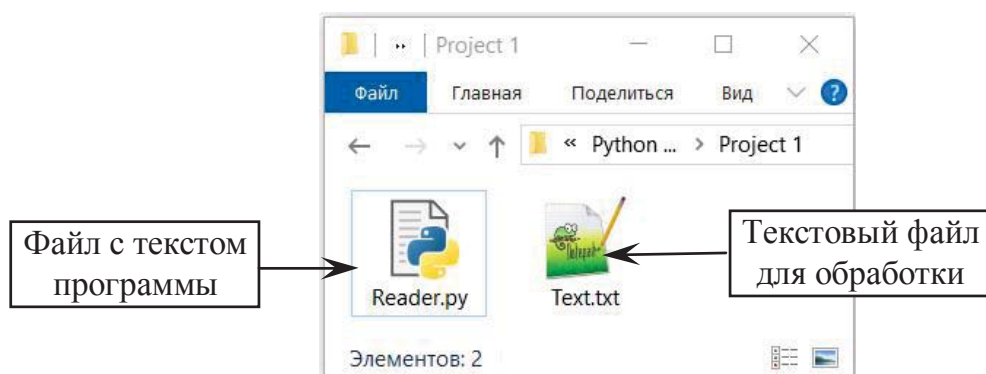 Project 1
Файл Главная Поделиться Вид ?
« Python ... > Project 1
Файл с текстом
программы
Текстовый файл
для обработки
Reader.py Text.txt
Элементов: 2